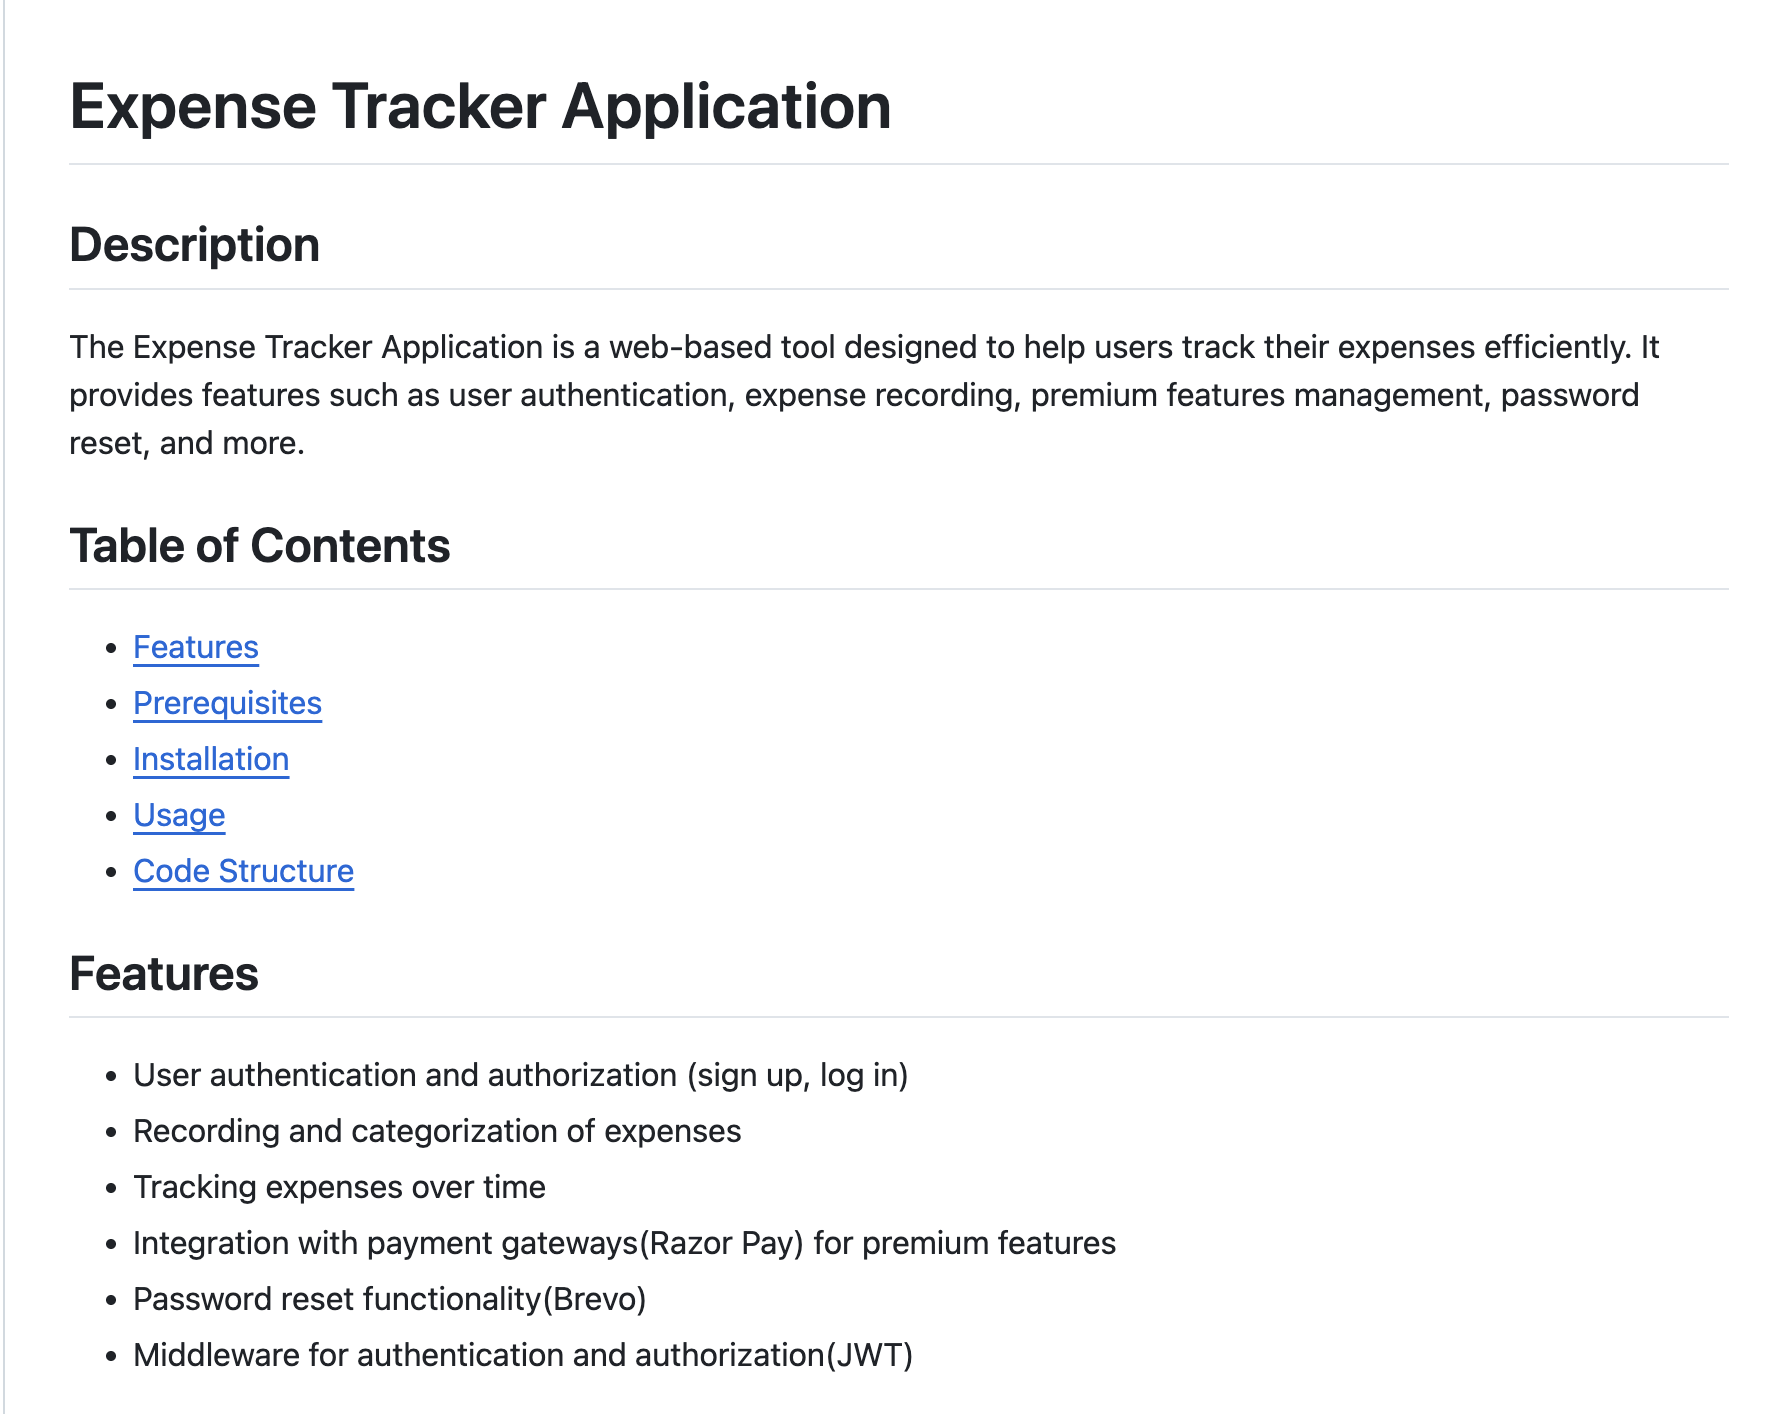 Expense Tracker Application
Description
The Expense Tracker Application is a web-based tool designed to help users track their expenses efficiently. It
provides features such as user authentication, expense recording, premium features management, password
reset, and more.
Table of Contents
• Features
• Prerequisites
• Installation
• Usage
• Code Structure
Features
• User authentication and authorization (sign up, log in)
• Recording and categorization of expenses
• Tracking expenses over time
• Integration with payment gateways(Razor Pay) for premium features
• Password reset functionality(Brevo)
• Middleware for authentication and authorization(JWT)